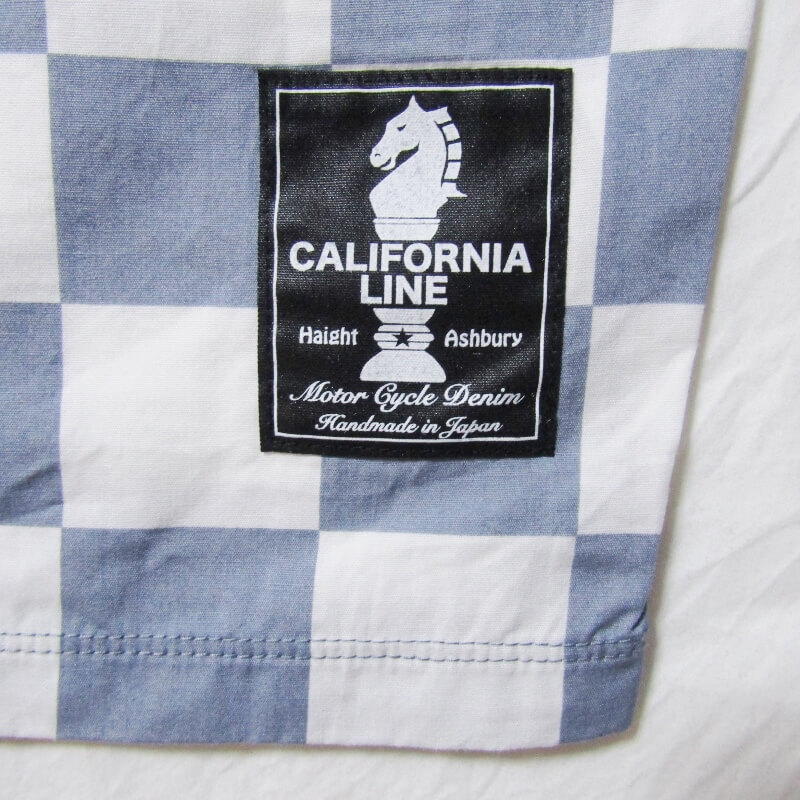 CALIFORNIA
LINE
Haight Ashbury
Motor Cycle Denim
Handmade in Japan